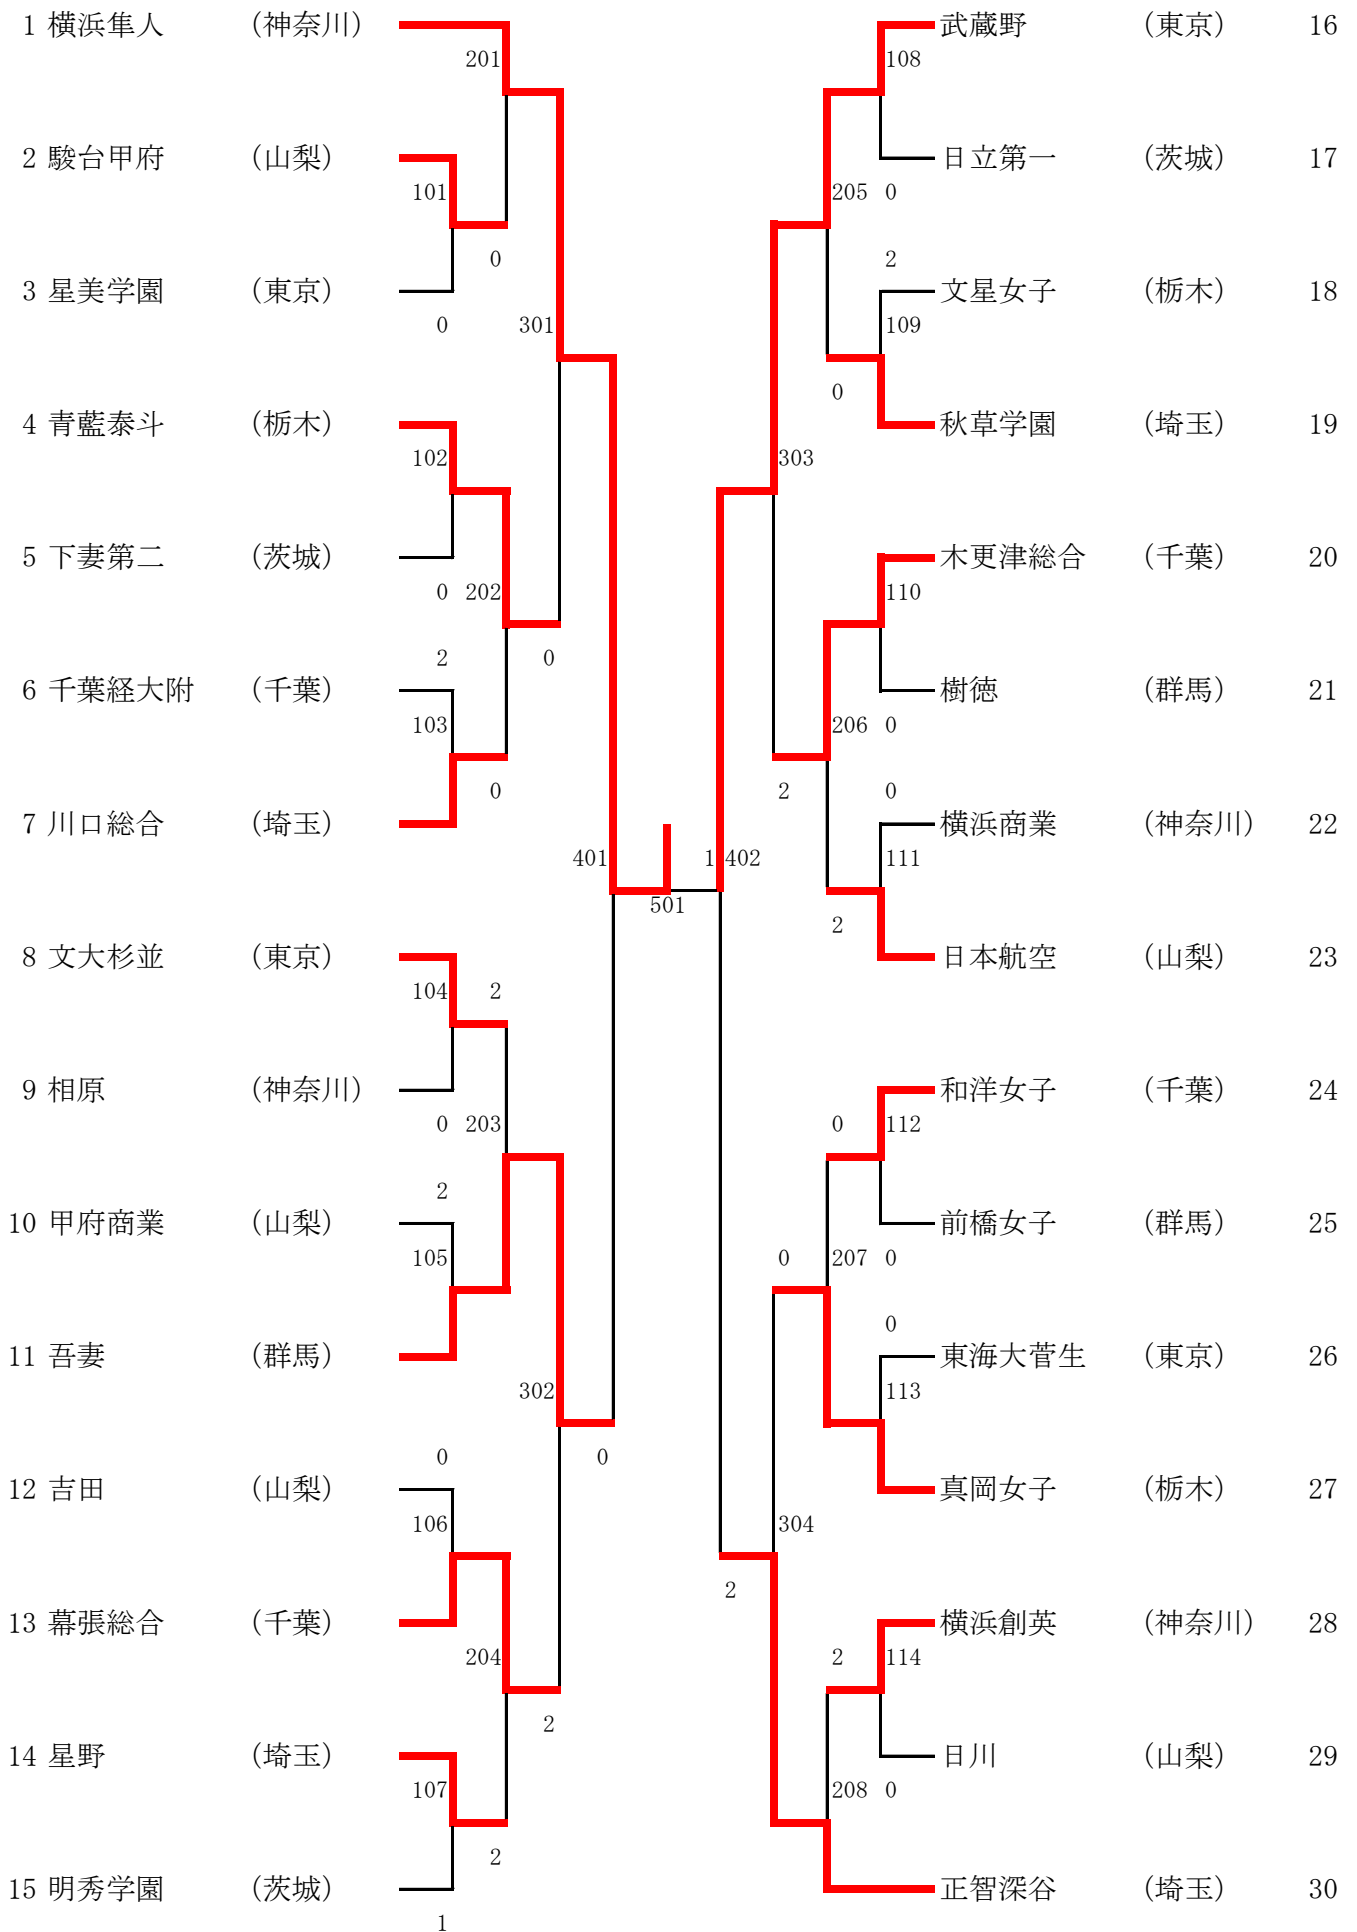 1 横浜隼人 (神奈川) 武蔵野 (東京) 16
201 108
2 駿台甲府 (山梨) 日立第一 (茨城) 17
101 205 0
0 2
3 星美学園 (東京) 文星女子 (栃木) 18
0 301 109
0
4 青藍泰斗 (栃木) 秋草学園 (埼玉) 19
102 303
5 下妻第二 (茨城) 木更津総合 (千葉) 20
0 202 110
2 0
6 千葉経大附 (千葉) 樹徳 (群馬) 21
103 206 0
0 2 0
7 川口総合 (埼玉) 横浜商業 (神奈川) 22
401 1 402 111
501
2
8 文大杉並 (東京) 日本航空 (山梨) 23
104 2
9 相原 (神奈川) 和洋女子 (千葉) 24
0 203 0 112
2
10 甲府商業 (山梨) 前橋女子 (群馬) 25
105 0 207 0
0
11 吾妻 (群馬) 東海大菅生 (東京) 26
302 113
0 0
12 吉田 (山梨) 真岡女子 (栃木) 27
106 304
2
13 幕張総合 (千葉) 横浜創英 (神奈川) 28
204 2 114
2
14 星野 (埼玉) 日川 (山梨) 29
107 208 0
2
15 明秀学園 (茨城) 正智深谷 (埼玉) 30
1